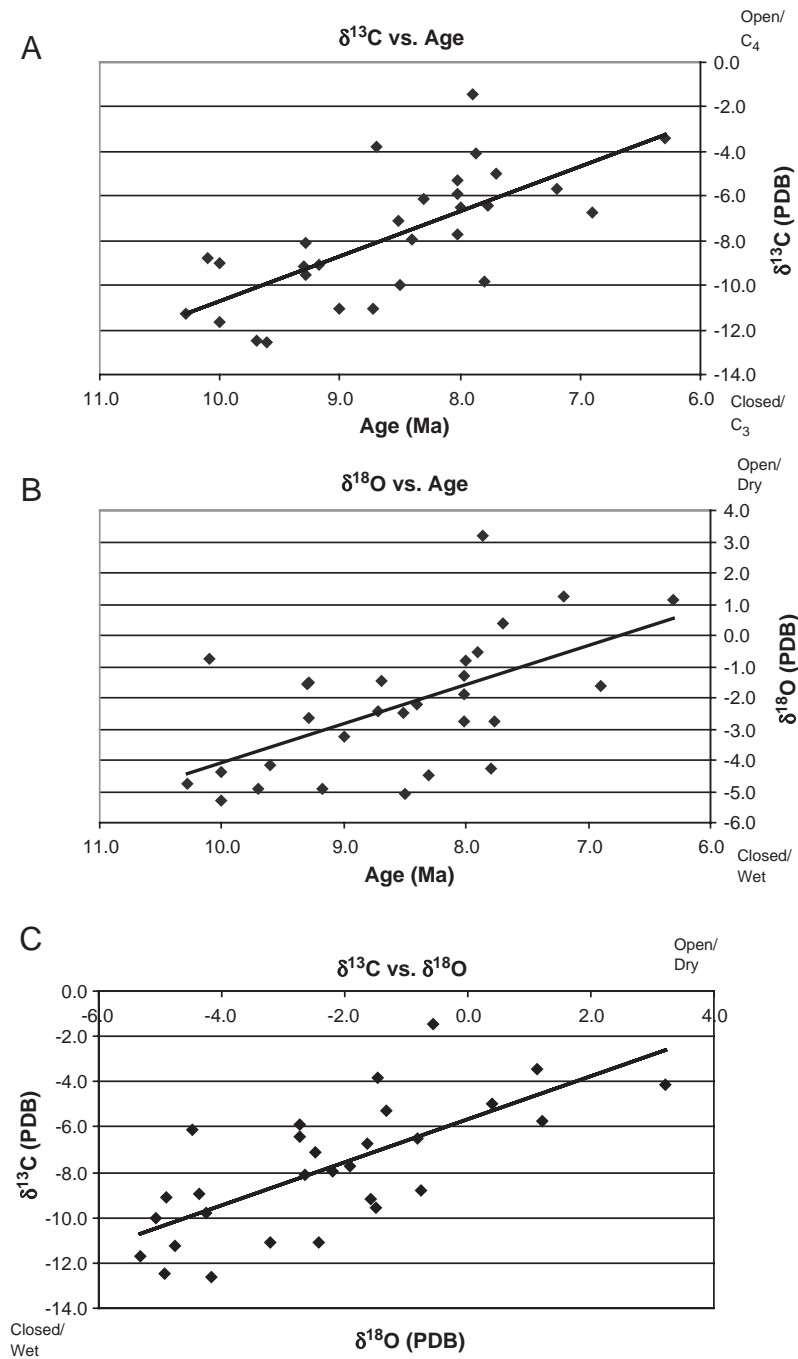 A
δ¹³C vs. Age
Open/
C₄
0.0
-2.0
-4.0
-6.0
-8.0
-10.0
-12.0
-14.0
δ¹³C (PDB)
11.0 10.0 9.0 8.0 7.0 6.0
Closed/
C₃
Age (Ma)
B
δ¹⁸O vs. Age
Open/
Dry
4.0
3.0
2.0
1.0
0.0
-1.0
-2.0
-3.0
-4.0
-5.0
-6.0
δ¹⁸O (PDB)
11.0 10.0 9.0 8.0 7.0 6.0
Closed/
Wet
Age (Ma)
C
δ¹³C vs. δ¹⁸O
Open/
Dry
0.0
-6.0 -4.0 -2.0 0.0 2.0 4.0
-2.0
-4.0
-6.0
-8.0
-10.0
-12.0
-14.0
δ¹³C (PDB)
Closed/
Wet
δ¹⁸O (PDB)